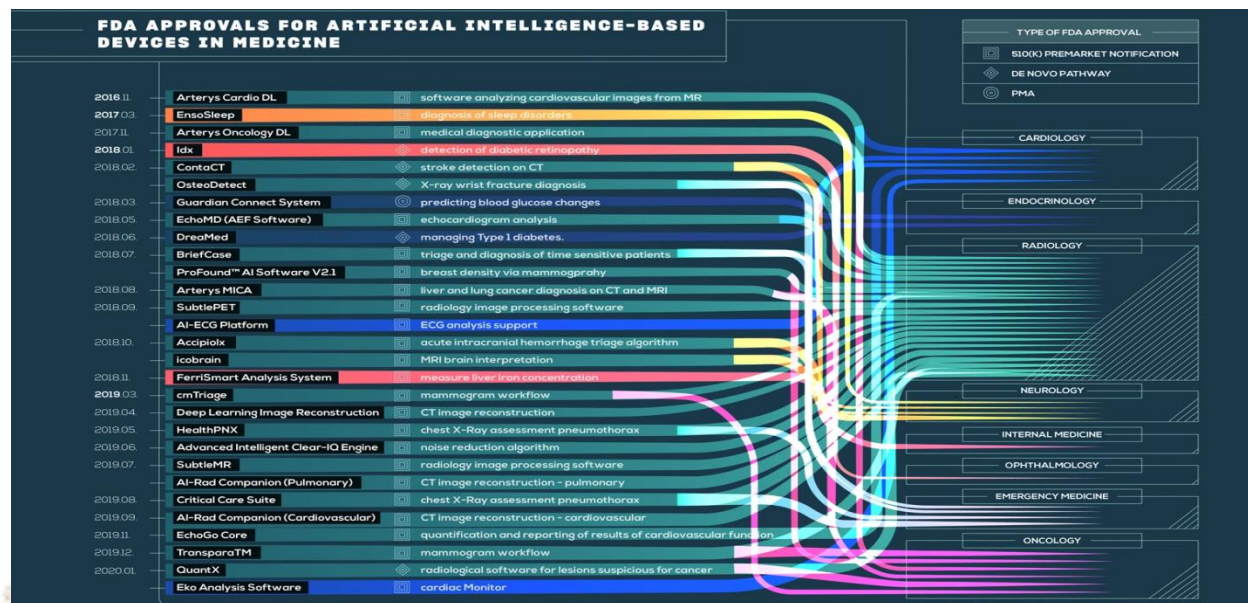 FDA APPROVALS FOR ARTIFICIAL INTELLIGENCE-BASED
DEVICES IN MEDICINE
TYPE OF FDA APPROVAL
510(K) PREMARKET NOTIFICATION
DE NOVO PATHWAY
PMA
2016.11. Arterys Cardio DL software analyzing cardiovascular images from MR
2017.03. EnsoSleep diagnosis of sleep disorders
2017.11. Arterys Oncology DL medical diagnostic application
2018.01. Idx detection of diabetic retinopathy
2018.02. ContaCT stroke detection on CT
OsteoDetect X-ray wrist fracture diagnosis
2018.03. Guardian Connect System predicting blood glucose changes
2018.05. EchoMD (AEF Software) echocardiogram analysis
2018.06. DreaMed managing Type 1 diabetes.
2018.07. BriefCase triage and diagnosis of time sensitive patients
ProFound™ AI Software V2.1 breast density via mammogprahy
2018.08. Arterys MICA liver and lung cancer diagnosis on CT and MRI
2018.09. SubtlePET radiology image processing software
AI-ECG Platform ECG analysis support
2018.10. Accipiolx acute intracranial hemorrhage triage algorithm
icobrain MRI brain interpretation
2018.11. FerriSmart Analysis System measure liver iron concentration
2019.03. cmTriage mammogram workflow
2019.04. Deep Learning Image Reconstruction CT image reconstruction
2019.05. HealthPNX chest X-Ray assessment pneumothorax
2019.06. Advanced Intelligent Clear-IQ Engine noise reduction algorithm
2019.07. SubtleMR radiology image processing software
AI-Rad Companion (Pulmonary) CT image reconstruction - pulmonary
2019.08. Critical Care Suite chest X-Ray assessment pneumothorax
2019.09. AI-Rad Companion (Cardiovascular) CT image reconstruction - cardiovascular
2019.11. EchoGo Core quantification and reporting of results of cardiovascular function
2019.12. TransparaTM mammogram workflow
2020.01. QuantX radiological software for lesions suspicious for cancer
Eko Analysis Software cardiac Monitor
CARDIOLOGY
ENDOCRINOLOGY
RADIOLOGY
NEUROLOGY
INTERNAL MEDICINE
OPHTHALMOLOGY
EMERGENCY MEDICINE
ONCOLOGY